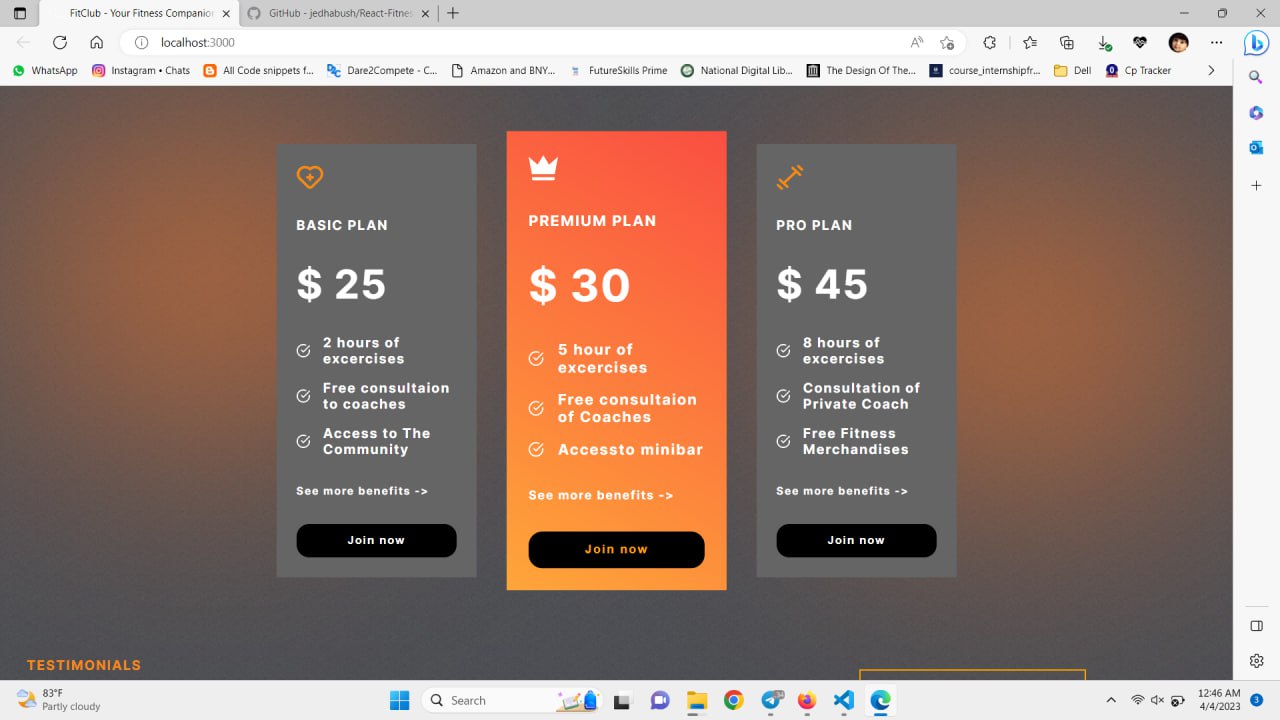 FitClub - Your Fitness Companion
GitHub - jedhabush/React-Fitnes
localhost:3000
WhatsApp
Instagram • Chats
All Code snippets f...
Dare2Compete - C...
Amazon and BNY...
FutureSkills Prime
National Digital Lib...
The Design Of The...
course_internshipfr...
Dell
Cp Tracker
BASIC PLAN
$ 25
2 hours of
excercises
Free consultaion
to coaches
Access to The
Community
See more benefits ->
Join now
PREMIUM PLAN
$ 30
5 hour of
excercises
Free consultaion
of Coaches
Accessto minibar
See more benefits ->
Join now
PRO PLAN
$ 45
8 hours of
excercises
Consultation of
Private Coach
Free Fitness
Merchandises
See more benefits ->
Join now
TESTIMONIALS
83°F
Partly cloudy
Search
12:46 AM
4/4/2023
3